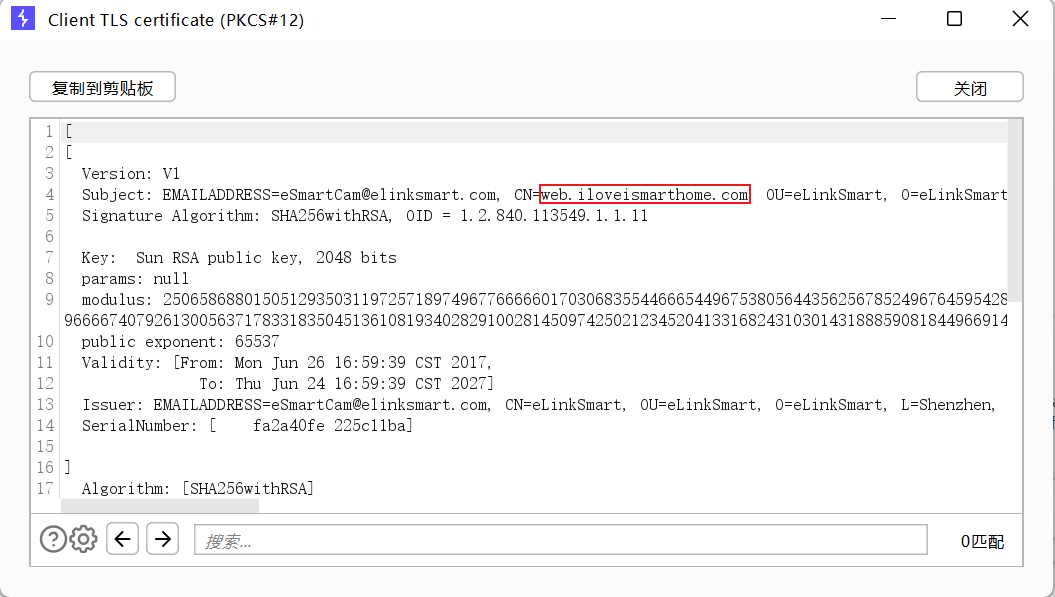 Client TLS certificate (PKCS#12)
复制到剪贴板 关闭
1 [
2 [
3 Version: V1
4 Subject: EMAILADDRESS=eSmartCam@elinksmart.com, CN=web.iloveismarthome.com OU=eLinkSmart, O=eLinkSmart
5 Signature Algorithm: SHA256withRSA, OID = 1.2.840.113549.1.1.11
6
7 Key: Sun RSA public key, 2048 bits
8 params: null
9 modulus:
10 public exponent: 65537
11 Validity: [From: Mon Jun 26 16:59:39 CST 2017,
12 To: Thu Jun 24 16:59:39 CST 2027]
13 Issuer: EMAILADDRESS=eSmartCam@elinksmart.com, CN=eLinkSmart, OU=eLinkSmart, O=eLinkSmart, L=Shenzhen,
14 SerialNumber: [ fa2a40fe 225c11ba]
15
16 ]
17 Algorithm: [SHA256withRSA]
搜索... 0匹配